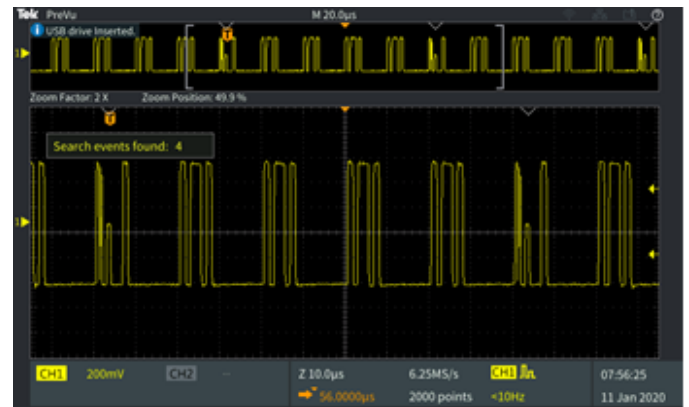 Tek PreVu M 20.0µs
USB drive Inserted.
1
Zoom Factor: 2 X Zoom Position: 49.9 %
T
Search events found: 4
1
CH1 200mV CH2 -- Z 10.0µs 6.25MS/s CH1 07:56:25
56.0000µs 2000 points <10Hz 11 Jan 2020